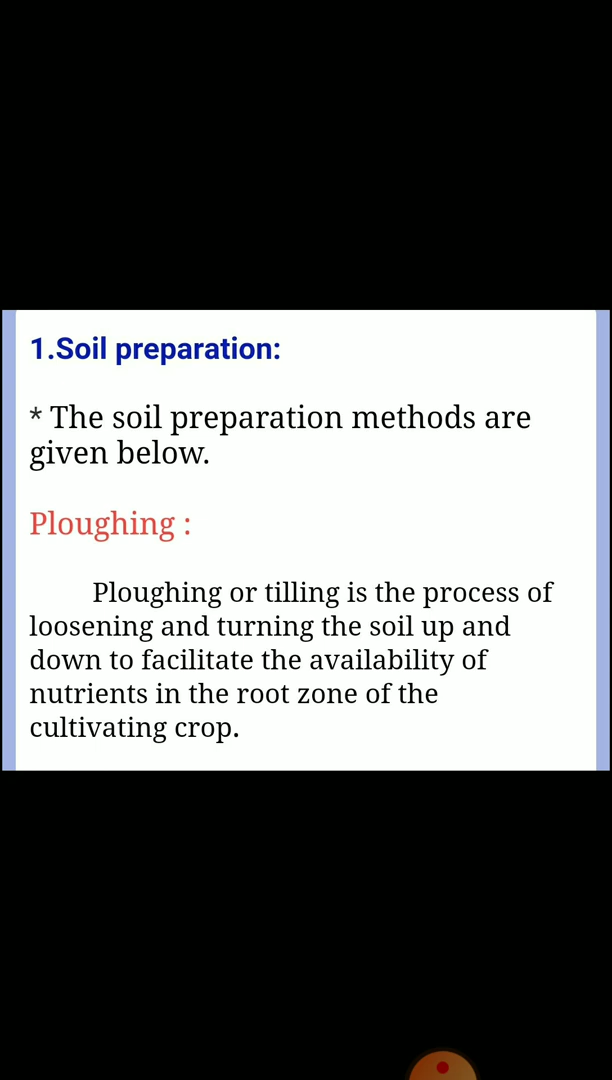 1.Soil preparation:
* The soil preparation methods are
given below.
Ploughing :
Ploughing or tilling is the process of
loosening and turning the soil up and
down to facilitate the availability of
nutrients in the root zone of the
cultivating crop.